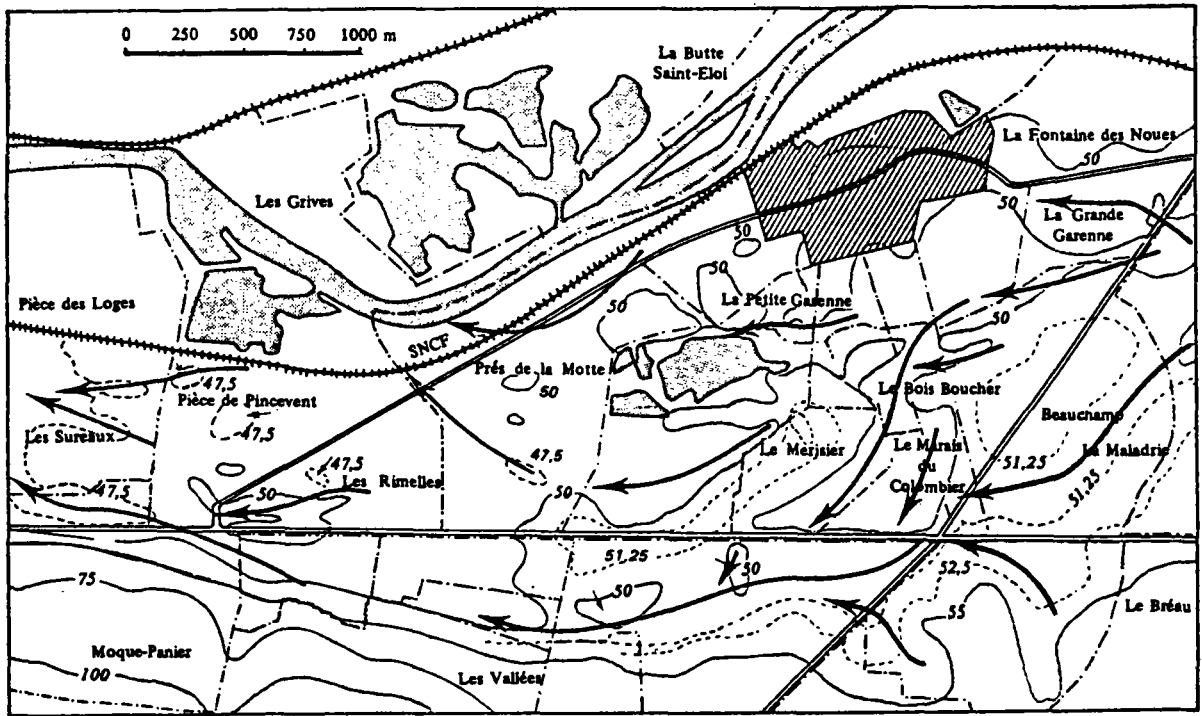 0 250 500 750 1000 m
La Butte
Saint-Eloi
La Fontaine des Noues
50
Les Grives
50
La Grande
Garenne
50
50
50
La Petite Garenne
50
Pièce des Loges
SNCF
Prés de la Motte
50
47,5
Pièce de Pincevent
47,5
Le Bois Boucher
Beauchamp
Les Sureaux
Le Merisier
Le Marais
du
Colombier
La Maladrie
51,25
51,25
47,5
47,5
47,5
Les Rimelles
50
50
51,25
50
50
52,5
55
Le Bréau
75
Moque-Panier
100
Les Vallées